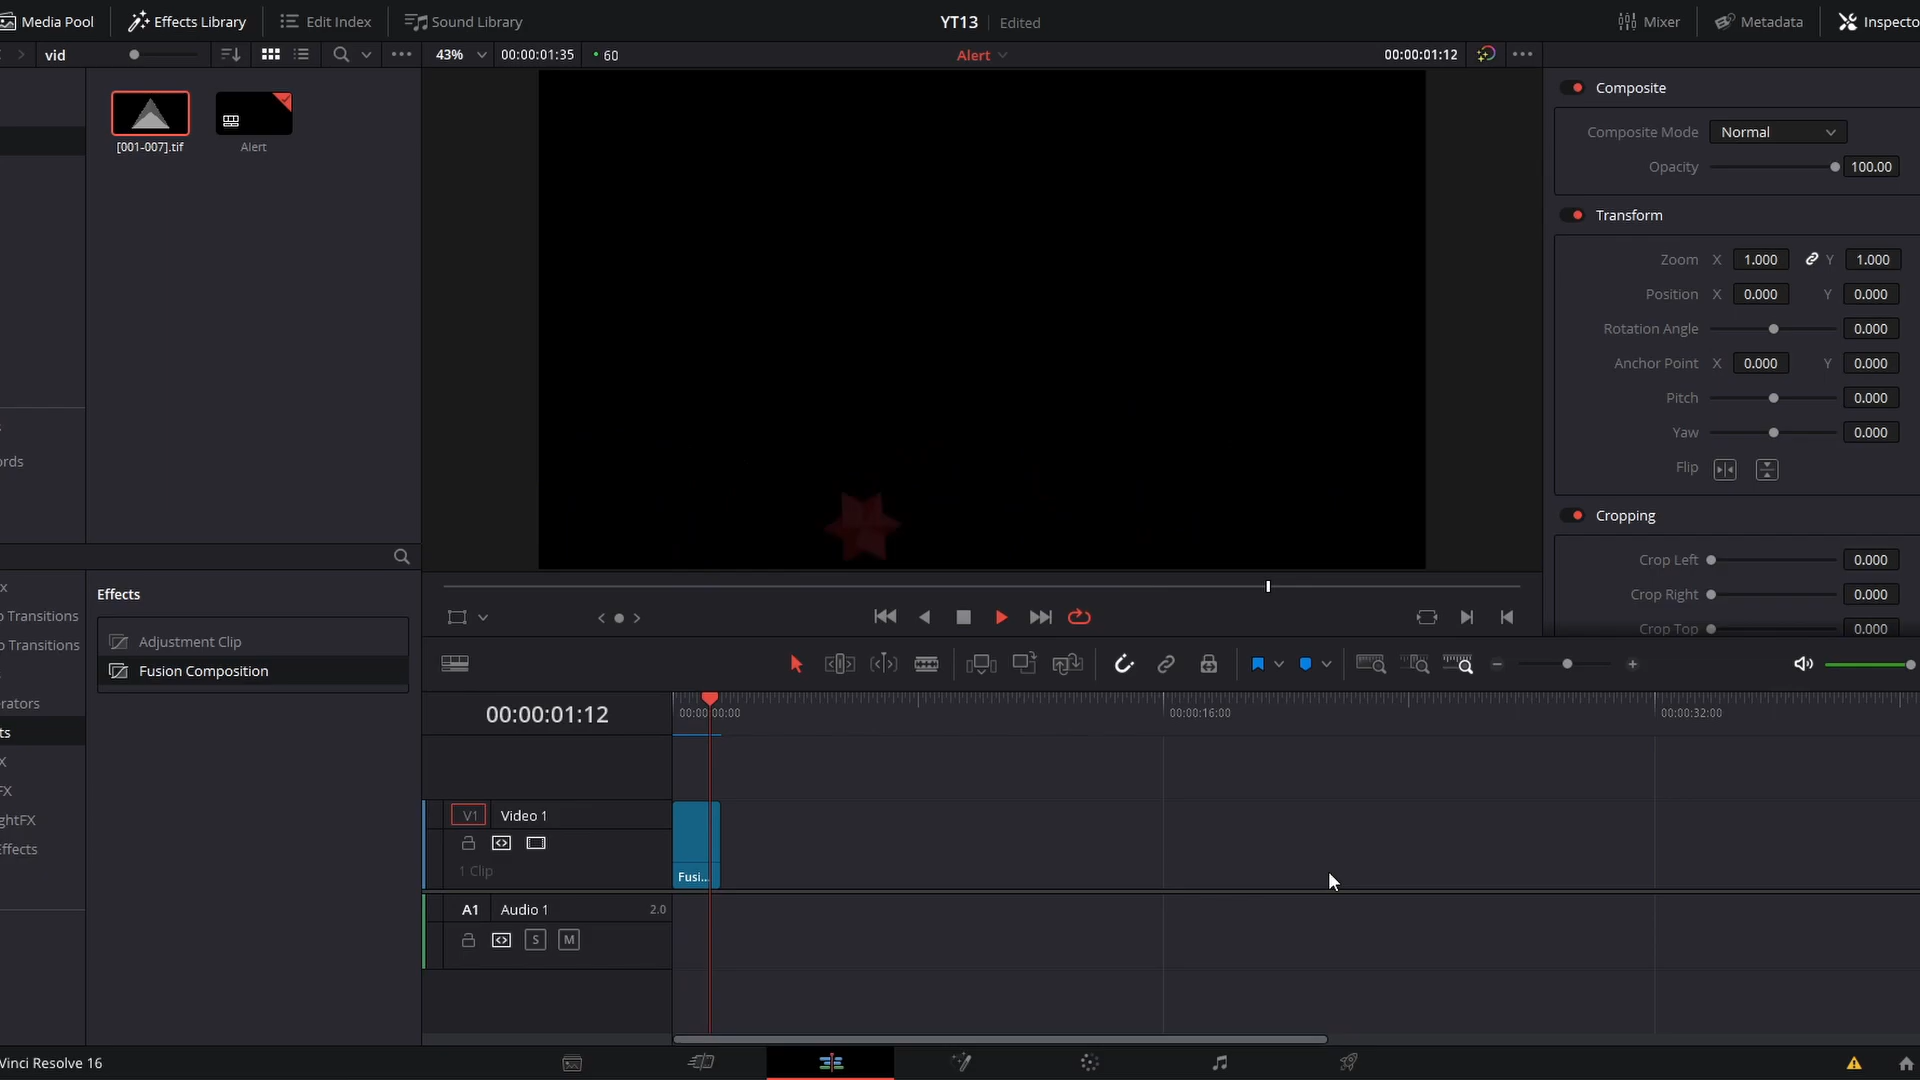 Media Pool
Effects Library
Edit Index
Sound Library
YT13
Edited
Mixer
Metadata
Inspecto
vid
43%
00:00:01:35
60
Alert
00:00:01:12
[001-007].tif
Alert
Composite
Composite Mode
Normal
Opacity
100.00
Transform
Zoom X 1.000 Y 1.000
Position X 0.000 Y 0.000
Rotation Angle 0.000
Anchor Point X 0.000 Y 0.000
Pitch 0.000
Yaw 0.000
Flip
Cropping
Crop Left 0.000
Crop Right 0.000
Crop Top 0.000
ords
X
o Transitions
o Transitions
erators
ts
X
FX
ghtFX
Effects
Effects
Adjustment Clip
Fusion Composition
00:00:01:12
00:00:00:00
00:00:16:00
00:00:32:00
V1 Video 1
1 Clip
Fusi...
A1 Audio 1 2.0
S M
Vinci Resolve 16